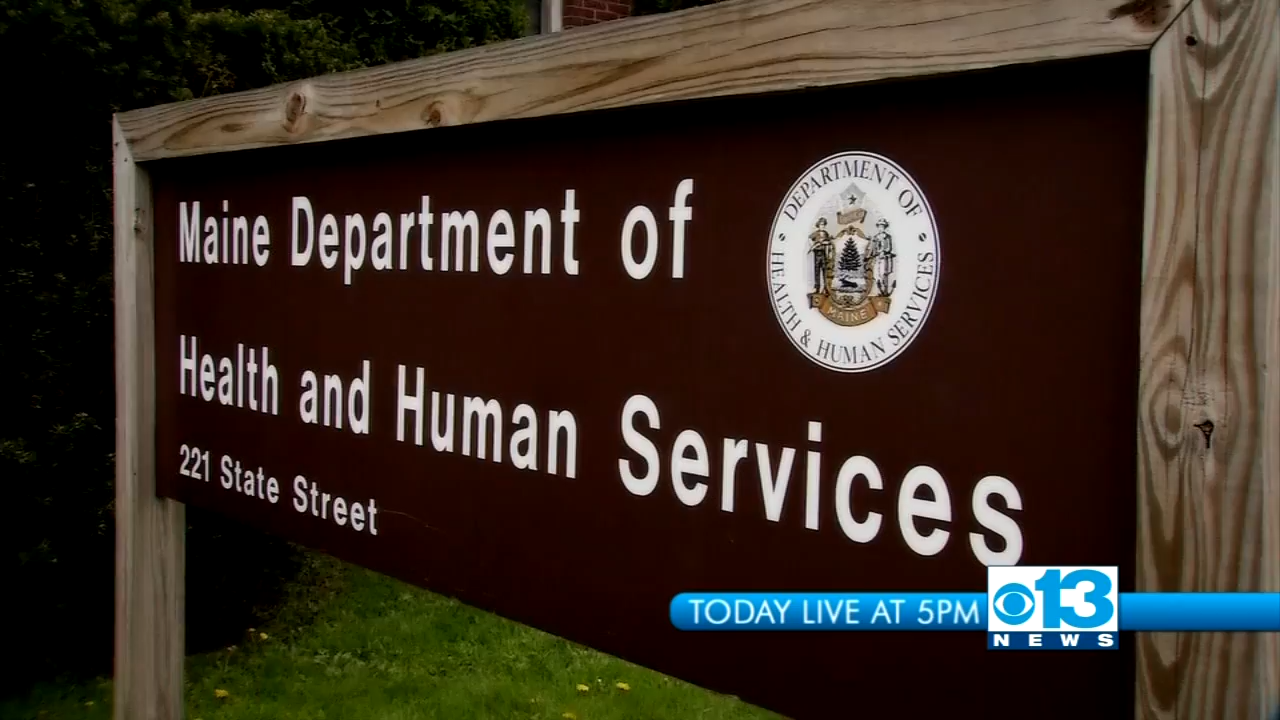 Maine Department of
Health and Human Services
221 State Street
DEPARTMENT OF
HEALTH & HUMAN SERVICES
MAINE
TODAY LIVE AT 5PM
13
NEWS